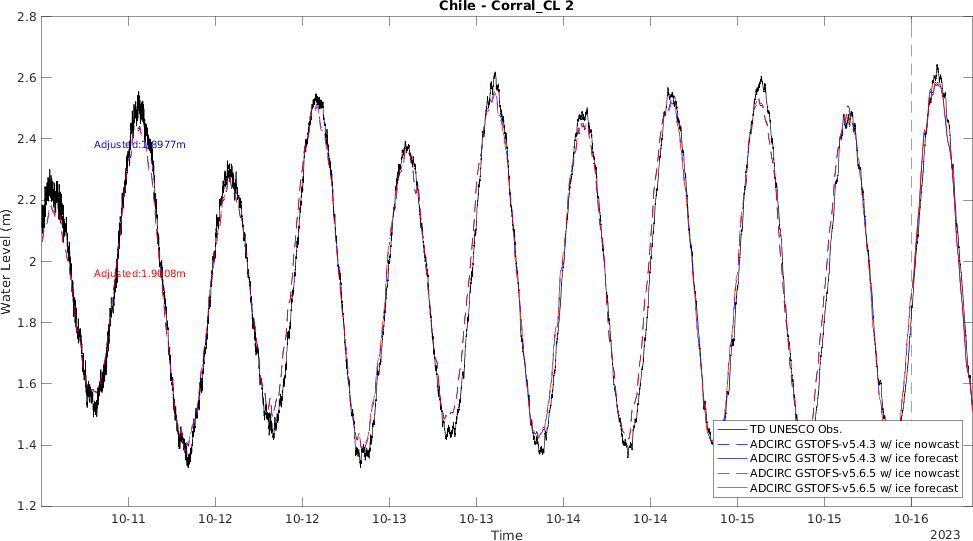 Chile - Corral_CL 2
2.8
2.6
2.4
2.2
2
1.8
1.6
1.4
1.2
Water Level (m)
Adjusted:1.8977m
Adjusted:1.9008m
TD UNESCO Obs.
ADCIRC GSTOFS-v5.4.3 w/ ice nowcast
ADCIRC GSTOFS-v5.4.3 w/ ice forecast
ADCIRC GSTOFS-v5.6.5 w/ ice nowcast
ADCIRC GSTOFS-v5.6.5 w/ ice forecast
10-11 10-12 10-12 10-13 10-13 10-14 10-14 10-15 10-15 10-16
Time
2023